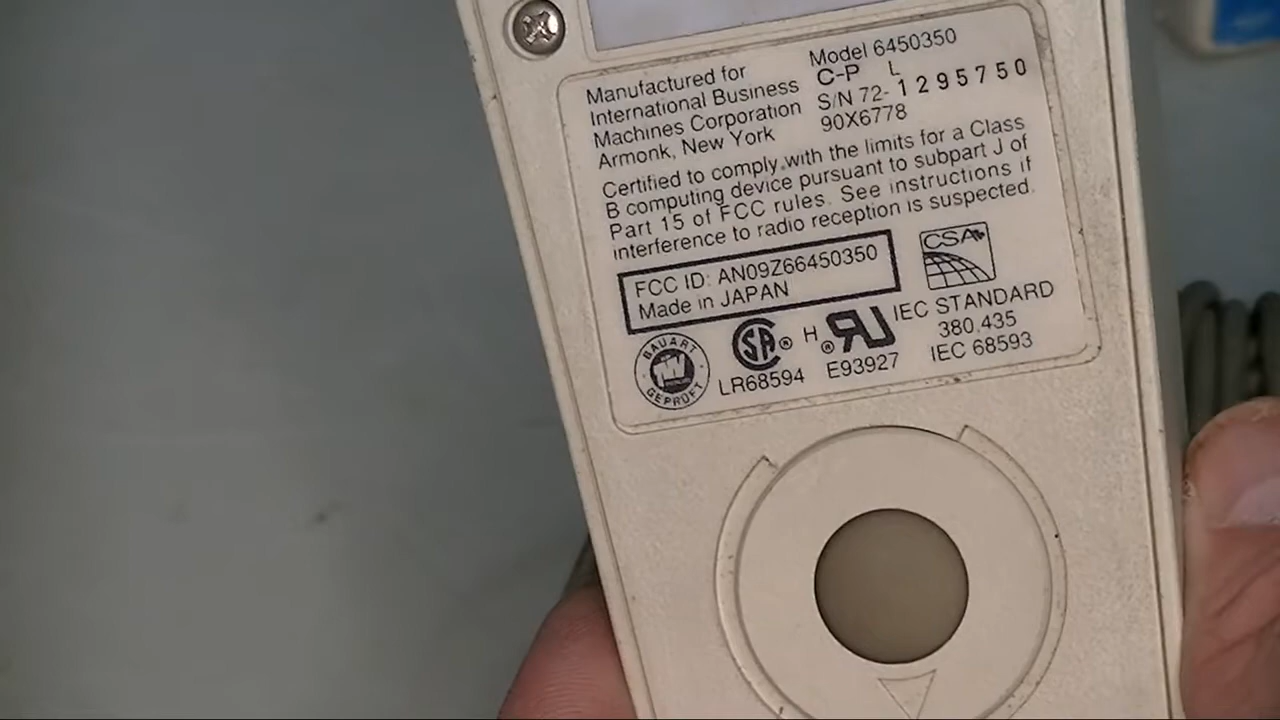 Manufactured for
International Business
Machines Corporation
Armonk, New York
Model 6450350
C-P L
S/N 72-1295750
90X6778
Certified to comply with the limits for a Class
B computing device pursuant to subpart J of
Part 15 of FCC rules. See instructions if
interference to radio reception is suspected.
FCC ID: AN09Z66450350
Made in JAPAN
CSA
BAUART
GEPRÜFT
SA ®
LR68594
H ® RU
E93927
IEC STANDARD
380.435
IEC 68593